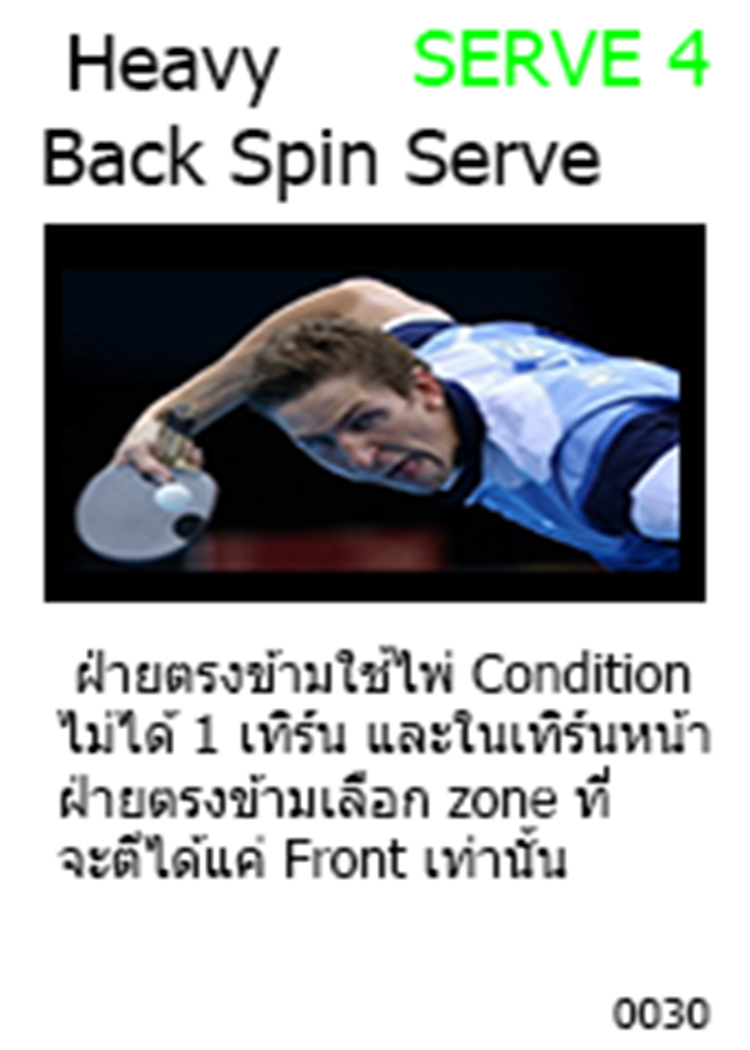 Heavy SERVE 4
Back Spin Serve
ฝ่ายตรงข้ามใช้ไพ่ Condition
ไม่ได้ 1 เทิร์น และในเทิร์นหน้า
ฝ่ายตรงข้ามเลือก zone ที่
จะตีได้แค่ Front เท่านั้น
0030